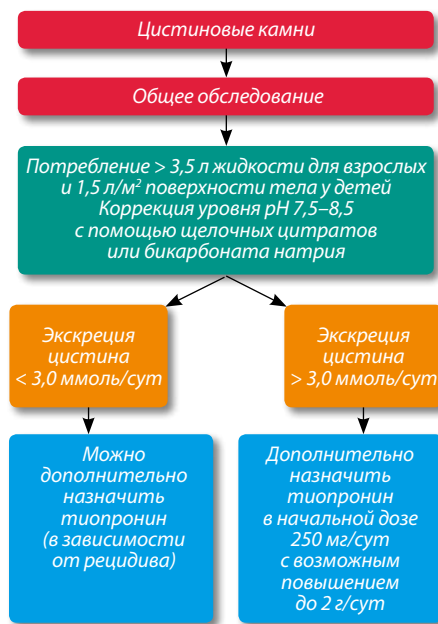 Цистиновые камни
Общее обследование
Потребление > 3,5 л жидкости для взрослых
и 1,5 л/м² поверхности тела у детей
Коррекция уровня pH 7,5–8,5
с помощью щелочных цитратов
или бикарбоната натрия
Экскреция
цистина
< 3,0 ммоль/сут
Экскреция
цистина
> 3,0 ммоль/сут
Можно
дополнительно
назначить
тиопронин
(в зависимости
от рецидива)
Дополнительно
назначить
тиопронин
в начальной дозе
250 мг/сут
с возможным
повышением
до 2 г/сут